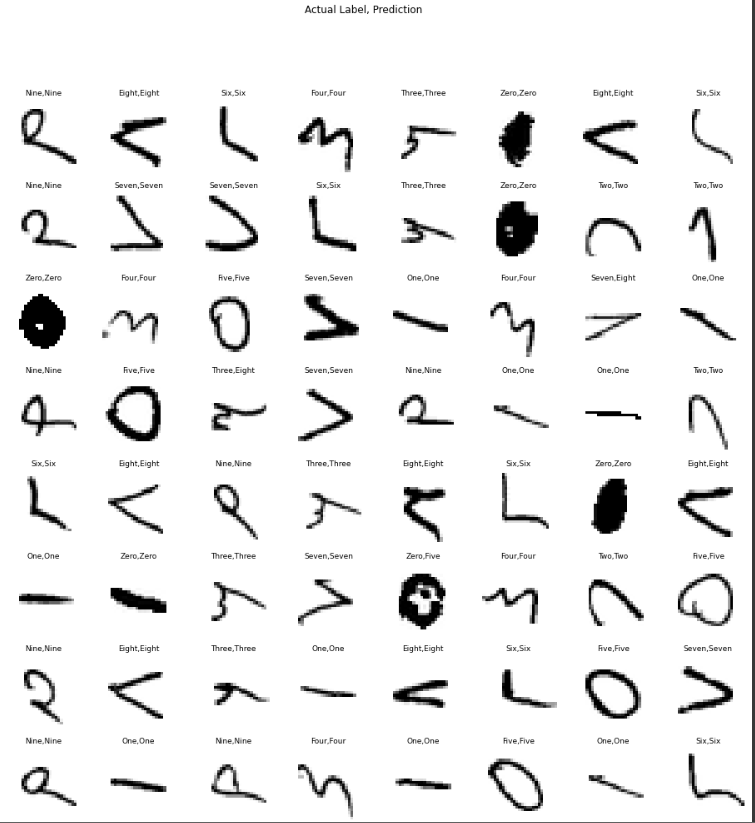 Actual Label, Prediction
Nine,Nine Eight,Eight Six,Six Four,Four Three,Three Zero,Zero Eight,Eight Six,Six
Nine,Nine Seven,Seven Seven,Seven Six,Six Three,Three Zero,Zero Two,Two Two,Two
Zero,Zero Four,Four Five,Five Seven,Seven One,One Four,Four Seven,Eight One,One
Nine,Nine Five,Five Three,Eight Seven,Seven Nine,Nine One,One One,One Two,Two
Six,Six Eight,Eight Nine,Nine Three,Three Eight,Eight Six,Six Zero,Zero Eight,Eight
One,One Zero,Zero Three,Three Seven,Seven Zero,Five Four,Four Two,Two Five,Five
Nine,Nine Eight,Eight Three,Three One,One Eight,Eight Six,Six Five,Five Seven,Seven
Nine,Nine One,One Nine,Nine Four,Four One,One Five,Five One,One Six,Six